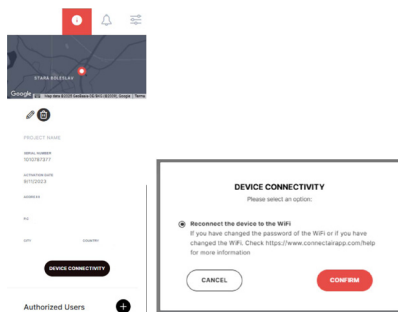 STARA BOLESLAV
Google
PROJECT NAME
SERIAL NUMBER
1010797377
ACTIVATION DATE
8/11/2023
ADDRESS
P.C.
CITY COUNTRY
DEVICE CONNECTIVITY
Authorized Users
DEVICE CONNECTIVITY
Please select an option:
Reconnect the device to the WiFi
If you have changed the password of the WiFi or if you have
changed the WiFi. Check https://www.connectairapp.com/help
for more information
CANCEL CONFIRM